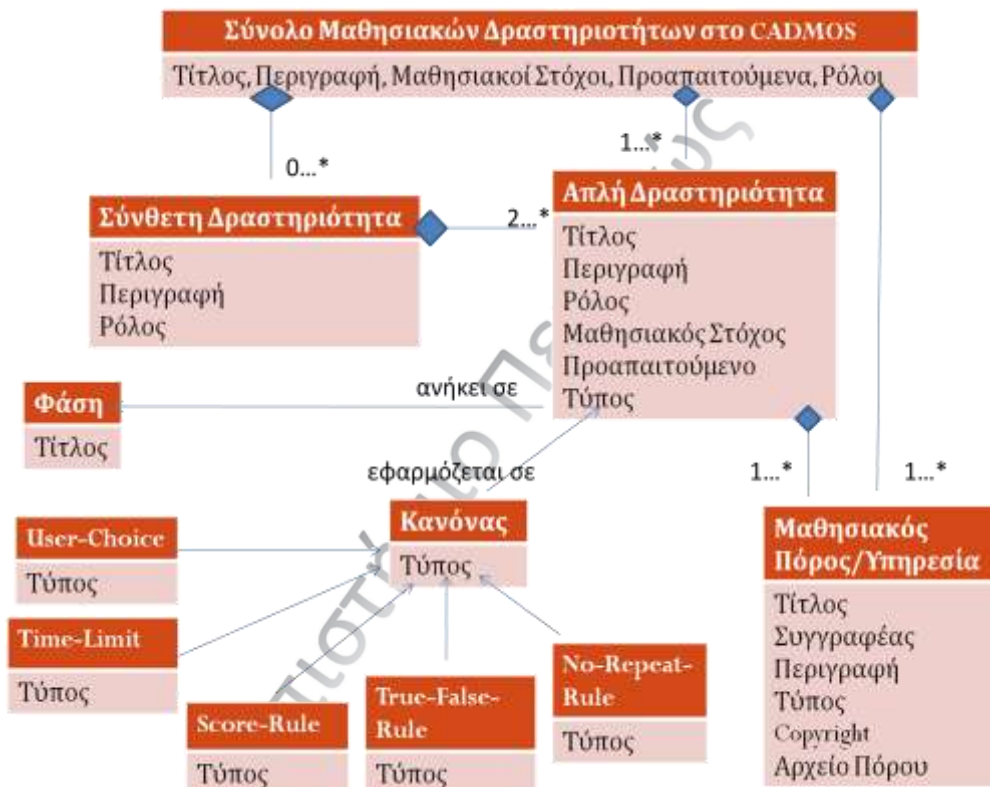 Σύνολο Μαθησιακών Δραστηριοτήτων στο CADMOS
Τίτλος, Περιγραφή, Μαθησιακοί Στόχοι, Προαπαιτούμενα, Ρόλοι
0...*
1...*
Σύνθετη Δραστηριότητα
Τίτλος
Περιγραφή
Ρόλος
2...*
Απλή Δραστηριότητα
Τίτλος
Περιγραφή
Ρόλος
Μαθησιακός Στόχος
Προαπαιτούμενο
Τύπος
Φάση
Τίτλος
ανήκει σε
εφαρμόζεται σε
1...*
1...*
Κανόνας
Τύπος
User-Choice
Τύπος
Time-Limit
Τύπος
Score-Rule
Τύπος
True-False-
Rule
Τύπος
No-Repeat-
Rule
Τύπος
Μαθησιακός
Πόρος/Υπηρεσία
Τίτλος
Συγγραφέας
Περιγραφή
Τύπος
Copyright
Αρχείο Πόρου